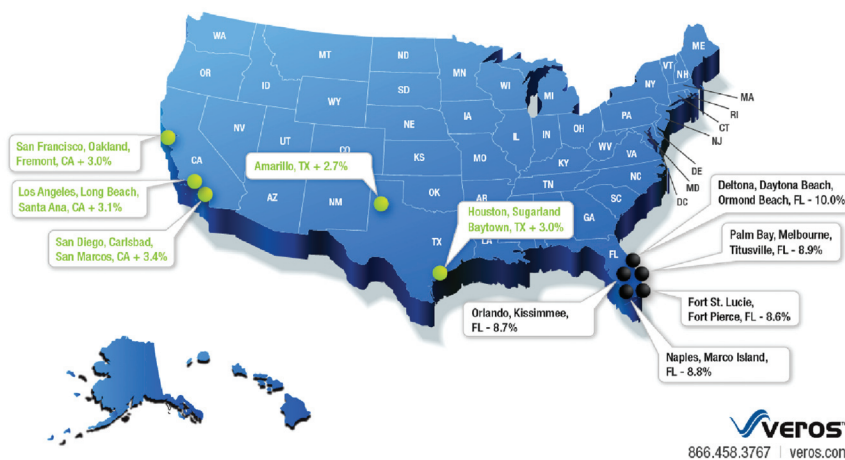 WA
OR
ID
MT
ND
MN
WI
MI
NY
VT
NH
ME
MA
RI
CT
NJ
DE
MD
DC
WY
SD
IA
NE
NV
UT
CO
KS
MO
IL
IN
OH
PA
WV
VA
KY
NC
TN
SC
GA
AR
OK
CA
AZ
NM
TX
LA
FL
San Francisco, Oakland,
Fremont, CA + 3.0%
Los Angeles, Long Beach,
Santa Ana, CA + 3.1%
San Diego, Carlsbad,
San Marcos, CA + 3.4%
Amarillo, TX + 2.7%
Houston, Sugarland
Baytown, TX + 3.0%
Deltona, Daytona Beach,
Ormond Beach, FL - 10.0%
Palm Bay, Melbourne,
Titusville, FL - 8.9%
Fort St. Lucie,
Fort Pierce, FL - 8.6%
Orlando, Kissimmee,
FL - 8.7%
Naples, Marco Island,
FL - 8.8%
VEROS
866.458.3767 | veros.com